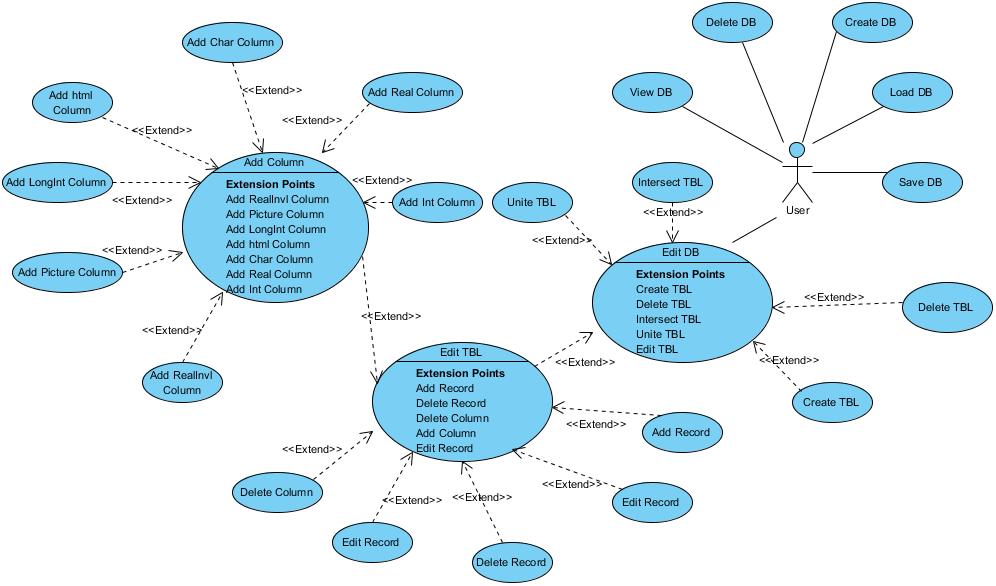 Delete DB
Create DB
Add Char Column
View DB
Load DB
<<Extend>>
Add Real Column
Add html
Column
<<Extend>>
<<Extend>>
Add Column
Extension Points
Add RealInvl Column
Add Picture Column
Add LongInt Column
Add html Column
Add Char Column
Add Real Column
Add Int Column
Add LongInt Column
<<Extend>>
<<Extend>>
Add Int Column
Unite TBL
Intersect TBL
<<Extend>>
Save DB
User
<<Extend>>
Add Picture Column
<<Extend>>
Edit DB
Extension Points
Create TBL
Delete TBL
Intersect TBL
Unite TBL
Edit TBL
<<Extend>>
Delete TBL
<<Extend>>
<<Extend>>
Add RealInvl
Column
Edit TBL
Extension Points
Add Record
Delete Record
Delete Column
Add Column
Edit Record
<<Extend>>
<<Extend>>
Create TBL
<<Extend>>
Add Record
<<Extend>>
Delete Column
<<Extend>>
<<Extend>>
<<Extend>>
Edit Record
Edit Record
Delete Record